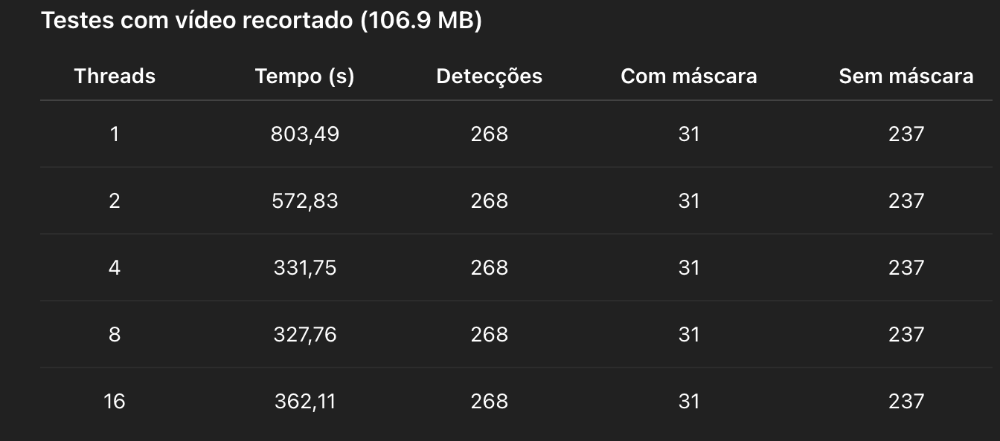 Testes com vídeo recortado (106.9 MB)
Threads Tempo (s) Detecções Com máscara Sem máscara
1 803,49 268 31 237
2 572,83 268 31 237
4 331,75 268 31 237
8 327,76 268 31 237
16 362,11 268 31 237